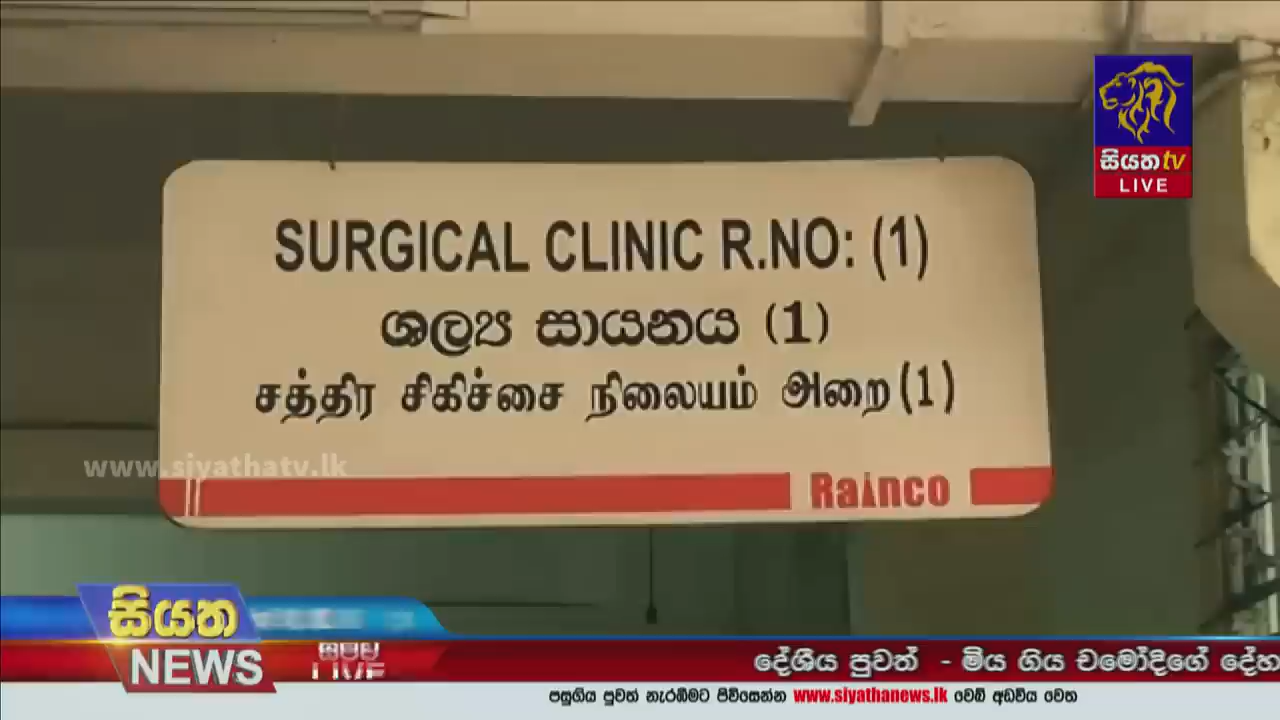 සියත tv
LIVE
SURGICAL CLINIC R.NO: (1)
ශල්‍ය සායනය (1)
சத்திர சிகிச்சை நிலையம் அறை (1)
www.siyathatv.lk
Rainco
සියත
NEWS
LIVE
දේශීය පුවත් - මිය ගිය චමෝදිගේ දේහ
පසුගිය පුවත් නැරඹීමට පිවිසෙන්න www.siyathanews.lk වෙබ් අඩවිය වෙත